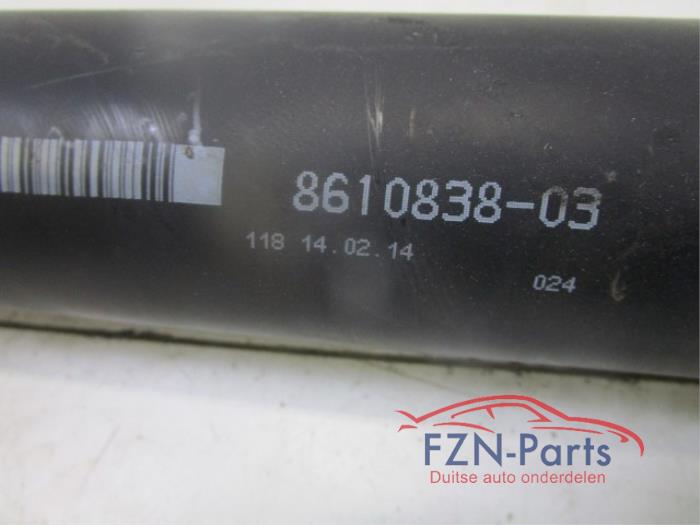 8610838-03
118 14.02.14
024
FZN-Parts
Duitse auto onderdelen